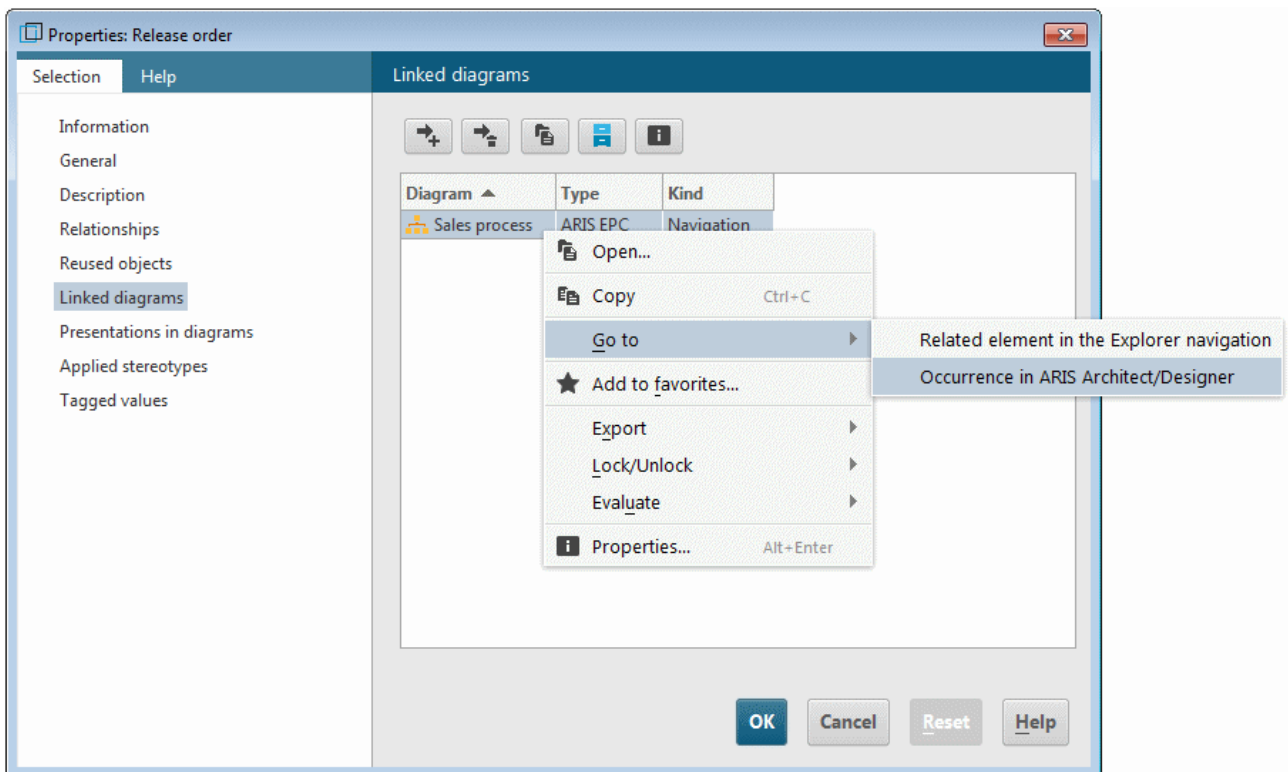 Properties: Release order
Selection
Help
Linked diagrams
Information
General
Description
Relationships
Reused objects
Linked diagrams
Presentations in diagrams
Applied stereotypes
Tagged values
Diagram Type Kind
Sales process ARIS EPC Navigation
Open...
Copy Ctrl+C
Go to
Related element in the Explorer navigation
Occurrence in ARIS Architect/Designer
Add to favorites...
Export
Lock/Unlock
Evaluate
Properties... Alt+Enter
OK Cancel Reset Help